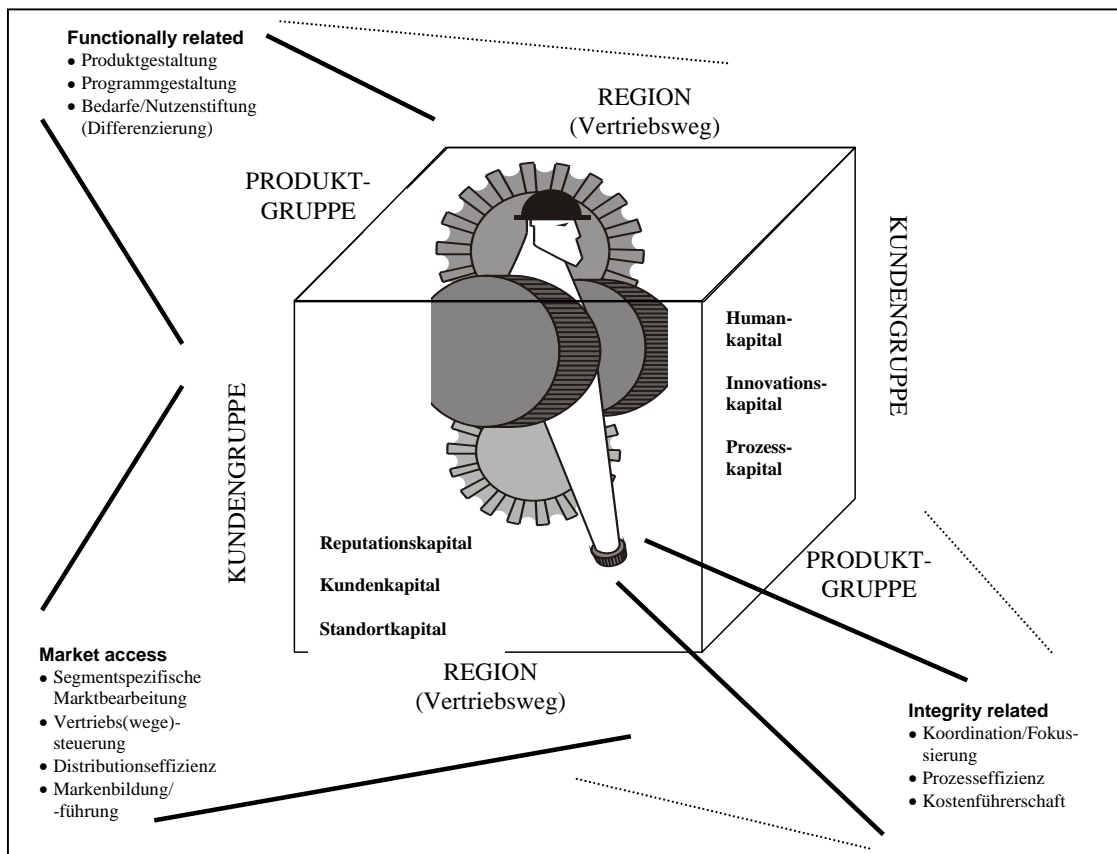 Functionally related
• Produktgestaltung
• Programmgestaltung
• Bedarfe/Nutzenstiftung
(Differenzierung)
REGION
(Vertriebsweg)
PRODUKT-
GRUPPE
KUNDENGRUPPE
Human-
kapital
Innovations-
kapital
Prozess-
kapital
KUNDENGRUPPE
Reputationskapital
Kundenkapital
Standortkapital
PRODUKT-
GRUPPE
REGION
(Vertriebsweg)
Market access
• Segmentspezifische
Marktbearbeitung
• Vertriebs(wege)-
steuerung
• Distributionseffizienz
• Markenbildung/
-führung
Integrity related
• Koordination/Fokus-
sierung
• Prozesseffizienz
• Kostenführerschaft